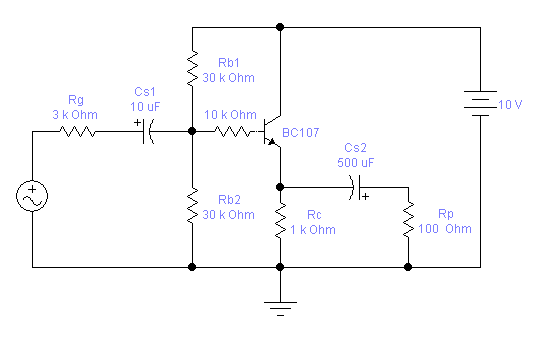 Rb1
30 k Ohm
Rg
3 k Ohm
Cs1
10 uF
+
10 k Ohm
BC107
10 V
Cs2
500 uF
+
+
Rb2
30 k Ohm
Rc
1 k Ohm
Rp
100 Ohm